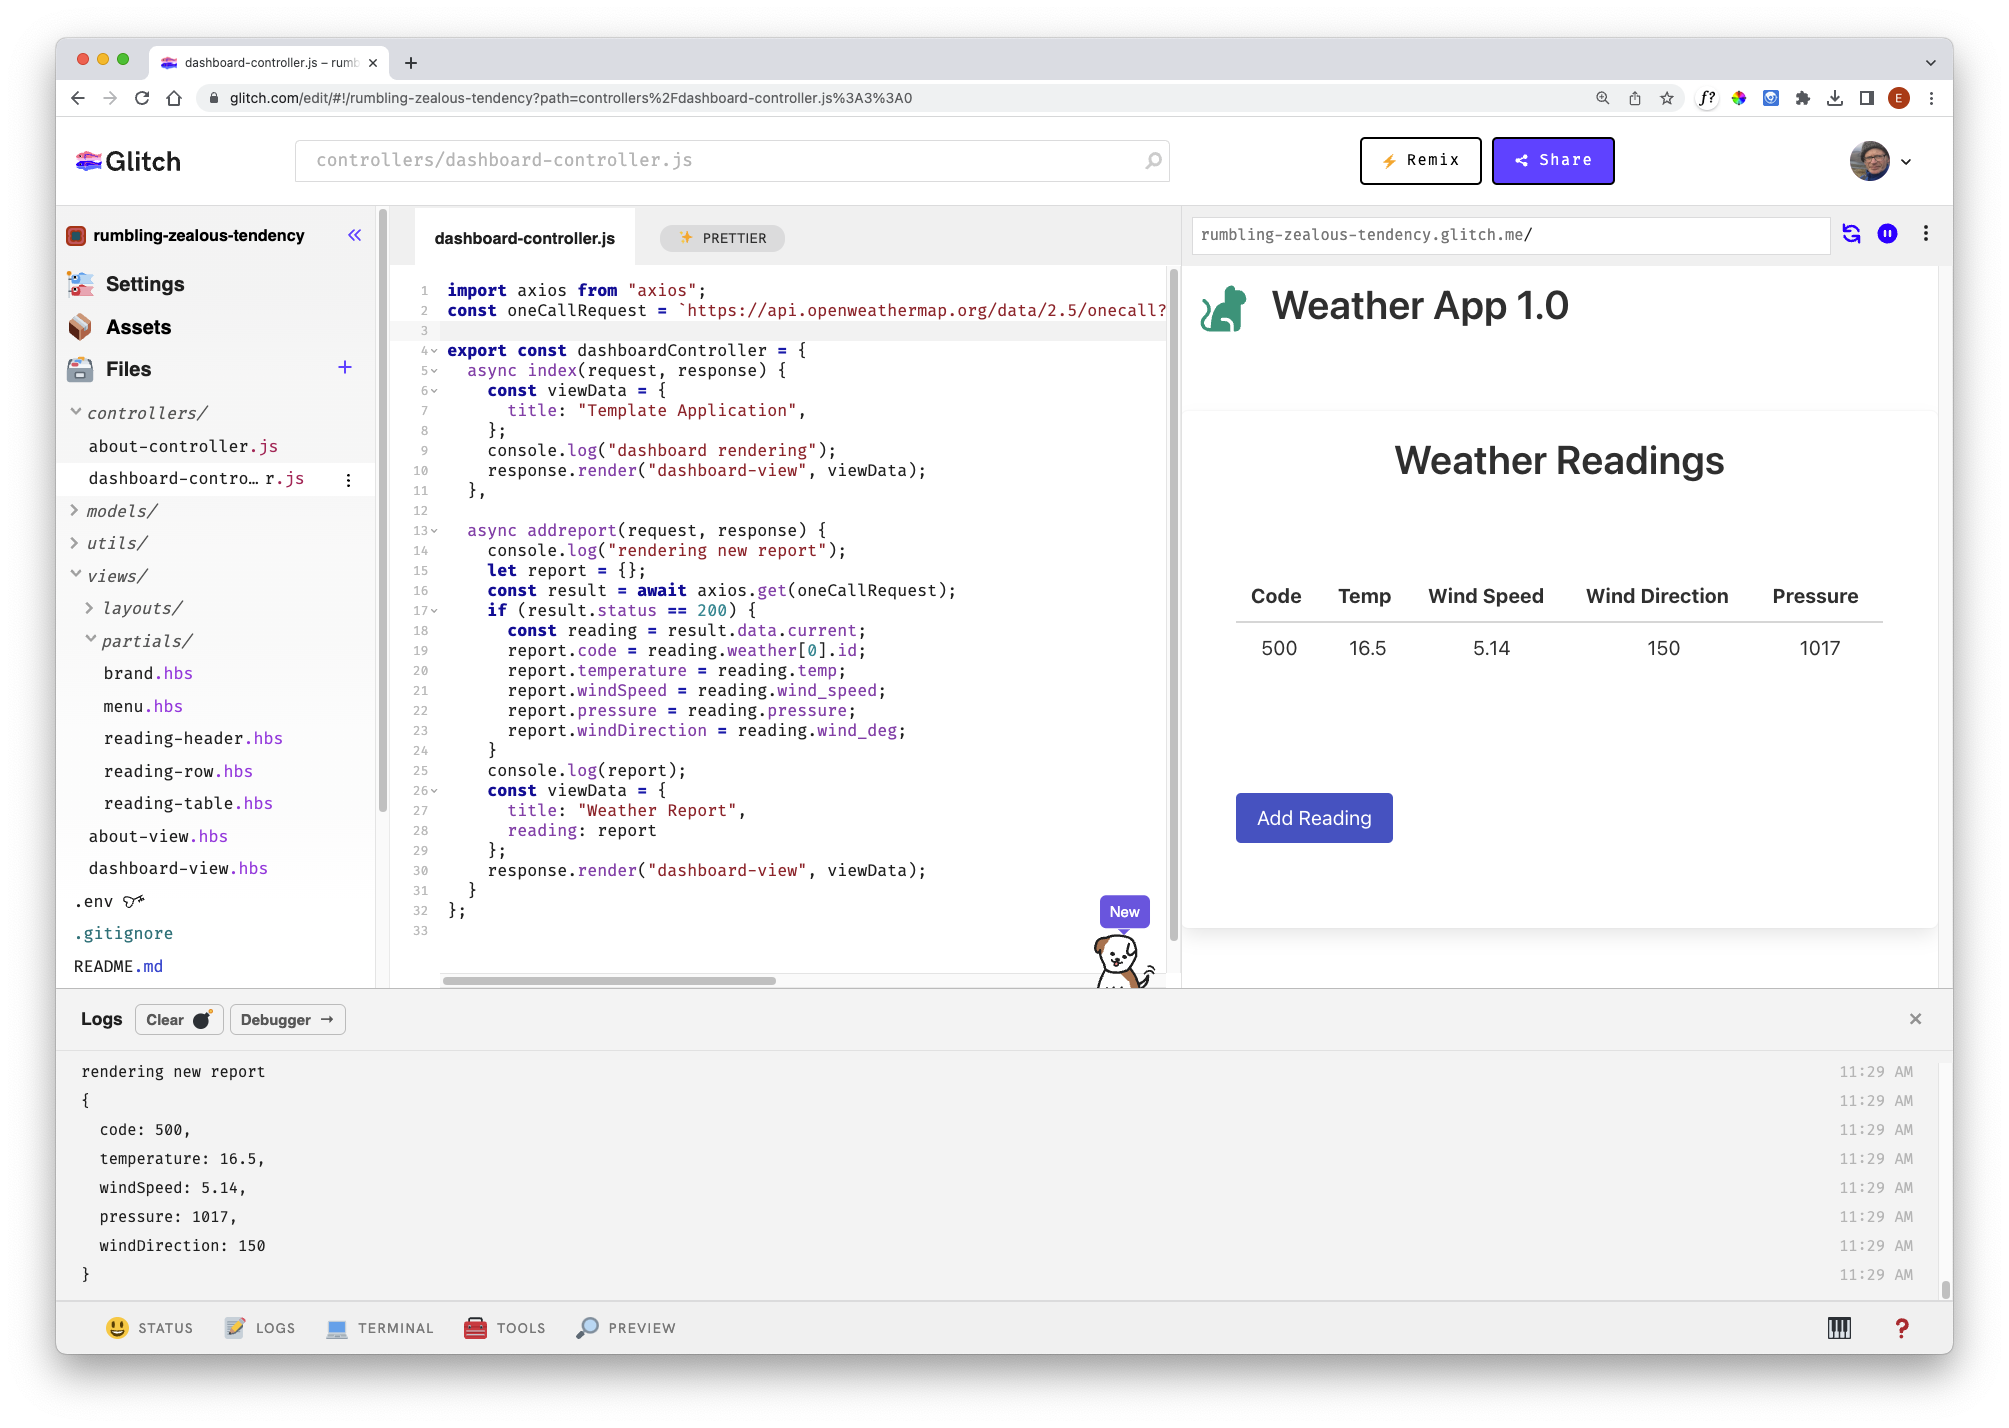 dashboard-controller.js – rumb
glitch.com/edit/#!/rumbling-zealous-tendency?path=controllers%2Fdashboard-controller.js%3A3%3A0
f?
E
Glitch
controllers/dashboard-controller.js
Remix
Share
rumbling-zealous-tendency
Settings
Assets
Files
controllers/
about-controller.js
dashboard-contro… r.js
models/
utils/
views/
layouts/
partials/
brand.hbs
menu.hbs
reading-header.hbs
reading-row.hbs
reading-table.hbs
about-view.hbs
dashboard-view.hbs
.env
.gitignore
README.md
dashboard-controller.js
PRETTIER
1 import axios from "axios";
2 const oneCallRequest = `https://api.openweathermap.org/data/2.5/onecall?
3
4 export const dashboardController = {
5 async index(request, response) {
6 const viewData = {
7 title: "Template Application",
8 };
9 console.log("dashboard rendering");
10 response.render("dashboard-view", viewData);
11 },
12
13 async addreport(request, response) {
14 console.log("rendering new report");
15 let report = {};
16 const result = await axios.get(oneCallRequest);
17 if (result.status == 200) {
18 const reading = result.data.current;
19 report.code = reading.weather[0].id;
20 report.temperature = reading.temp;
21 report.windSpeed = reading.wind_speed;
22 report.pressure = reading.pressure;
23 report.windDirection = reading.wind_deg;
24 }
25 console.log(report);
26 const viewData = {
27 title: "Weather Report",
28 reading: report
29 };
30 response.render("dashboard-view", viewData);
31 }
32 };
33
New
rumbling-zealous-tendency.glitch.me/
Weather App 1.0
Weather Readings
Code Temp Wind Speed Wind Direction Pressure
500 16.5 5.14 150 1017
Add Reading
Logs Clear Debugger →
rendering new report 11:29 AM
{ 11:29 AM
code: 500, 11:29 AM
temperature: 16.5, 11:29 AM
windSpeed: 5.14, 11:29 AM
pressure: 1017, 11:29 AM
windDirection: 150 11:29 AM
} 11:29 AM
STATUS LOGS TERMINAL TOOLS PREVIEW ?